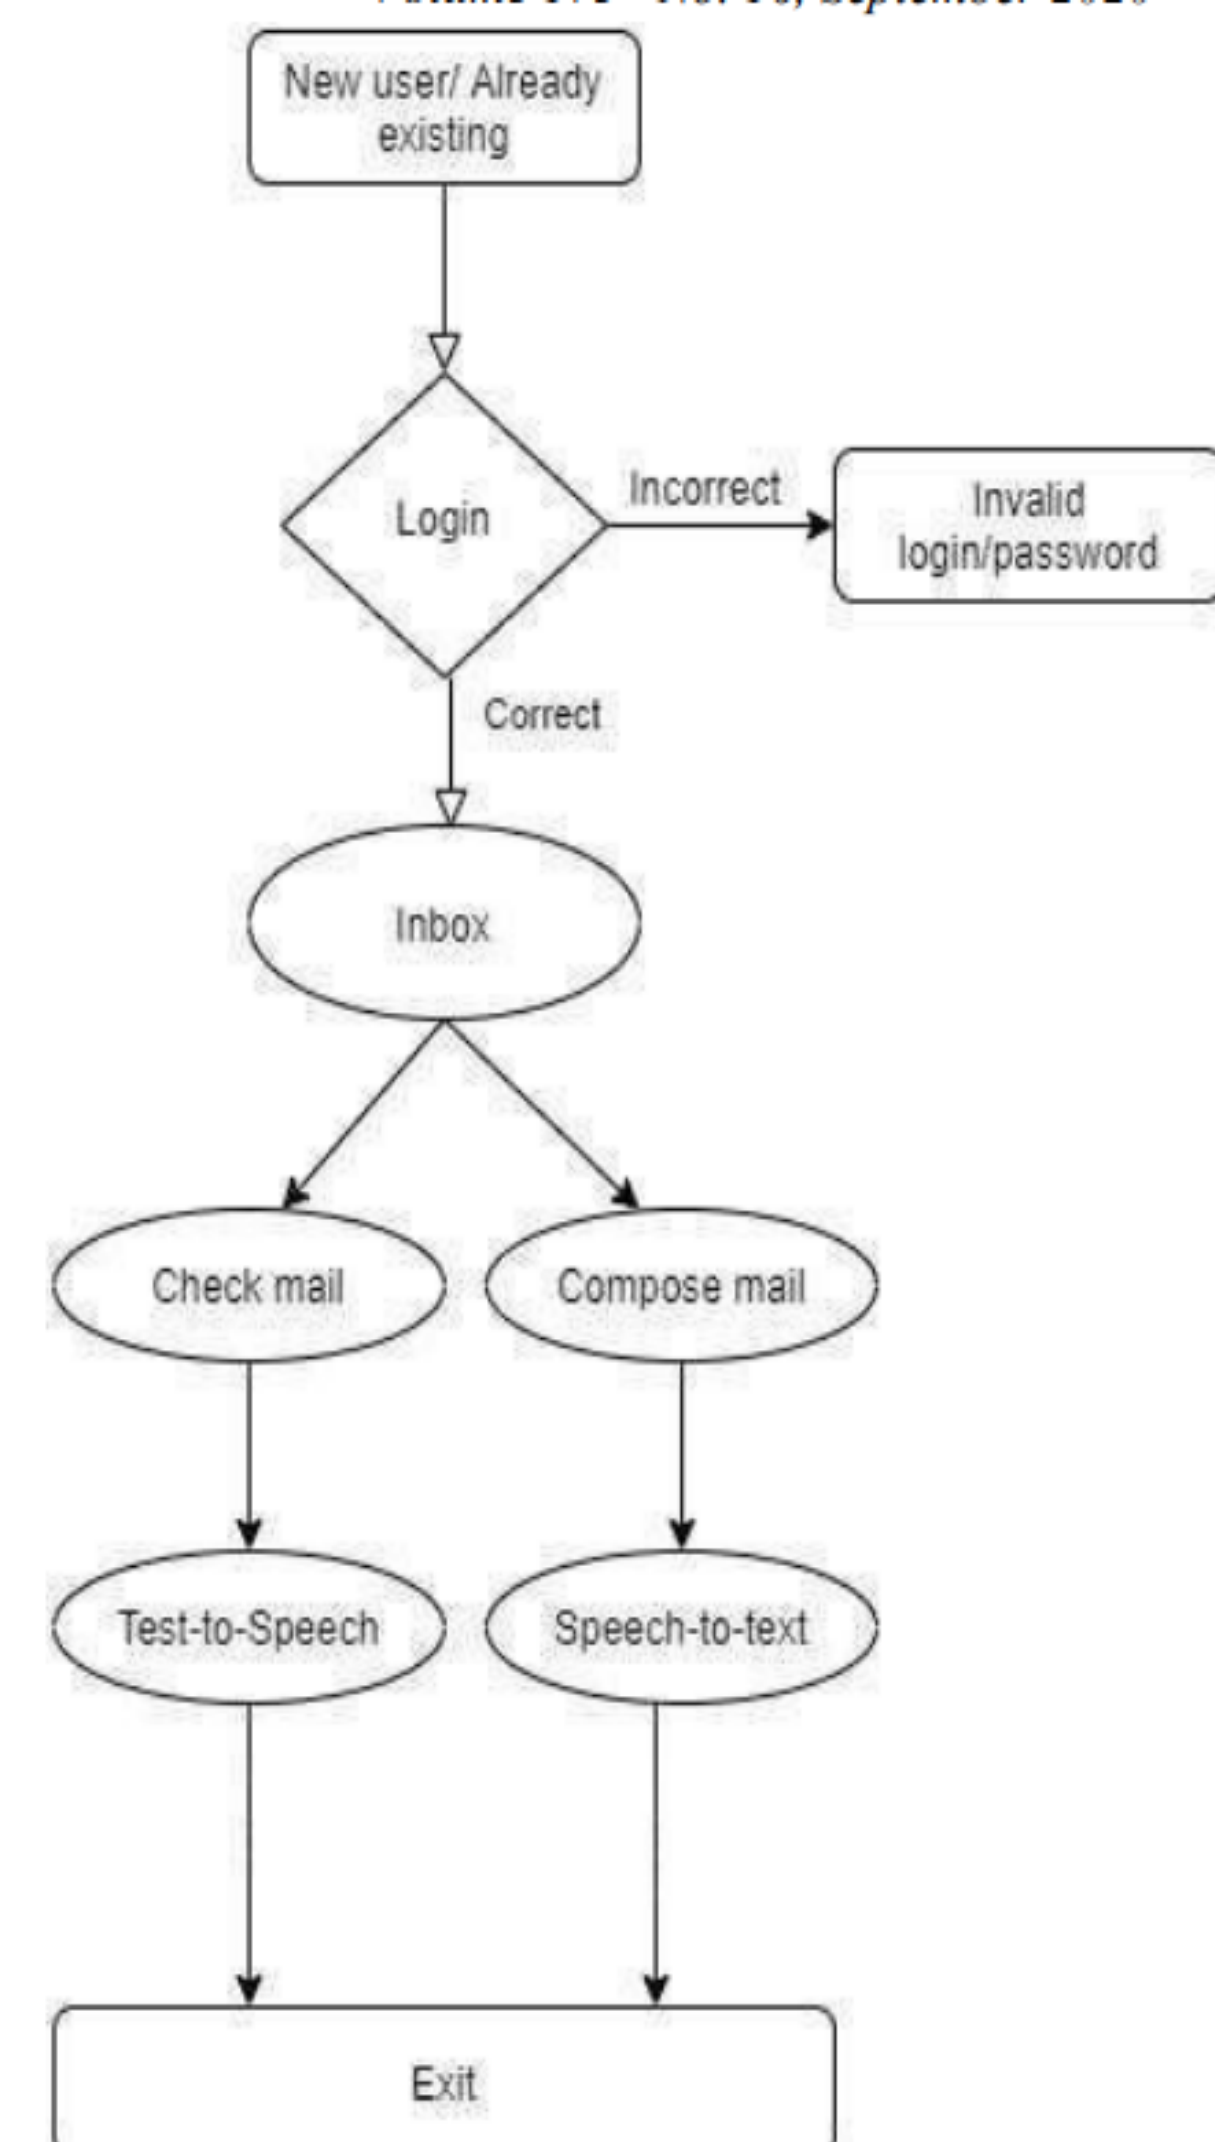 New user/ Already
existing
Login
Incorrect
Invalid
login/password
Correct
Inbox
Check mail
Compose mail
Test-to-Speech
Speech-to-text
Exit